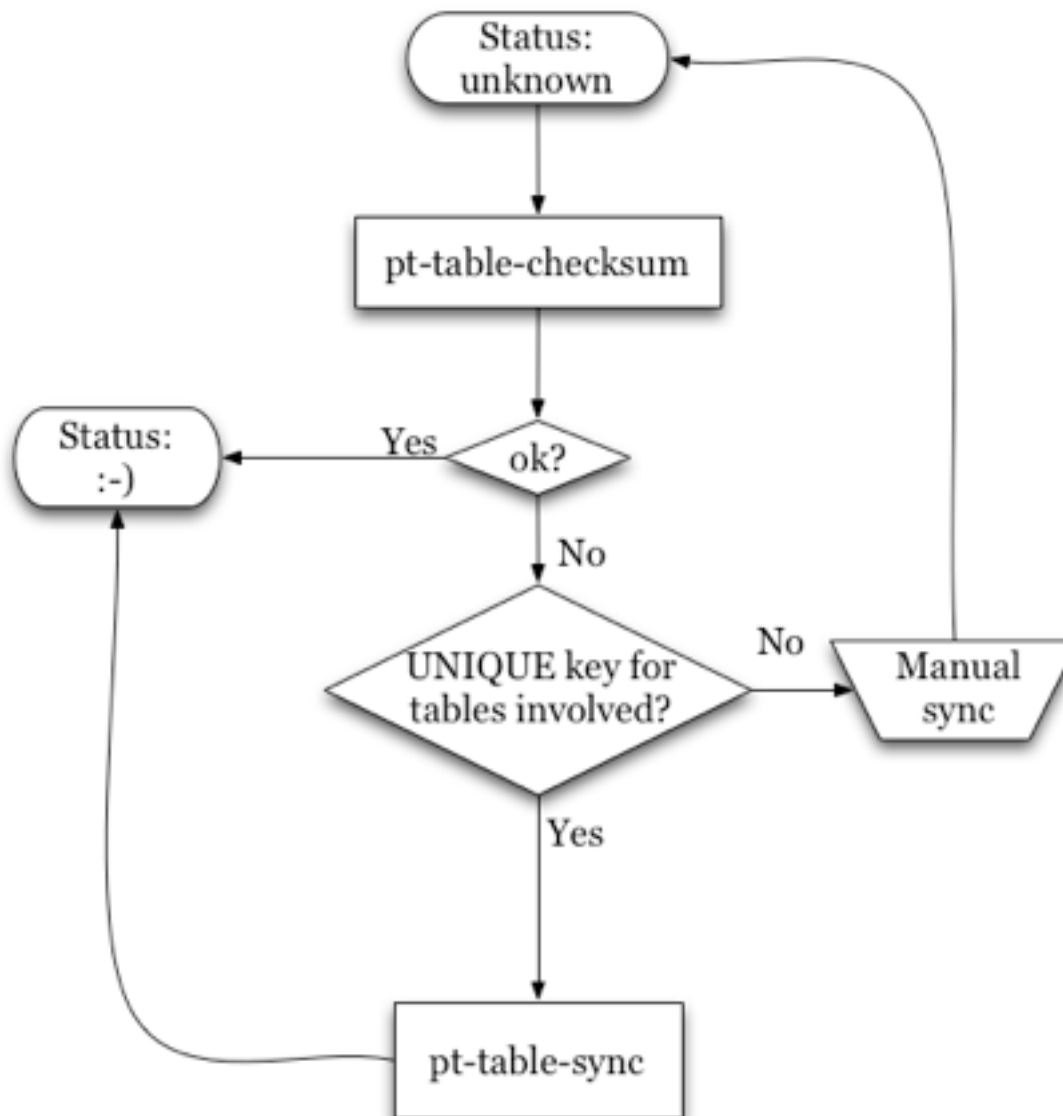 Status:
unknown
pt-table-checksum
Status:
:-)
Yes
ok?
No
UNIQUE key for
tables involved?
No
Manual
sync
Yes
pt-table-sync